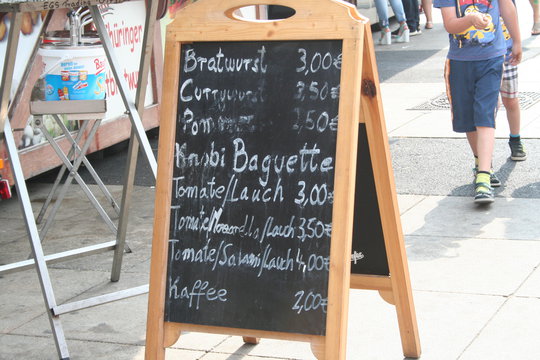 Bratwurst 3,00€
Currywurst 3,50€
Pommes 2,50€
Knobi Baguette
Tomate/Lauch 3,00€
Tomate/Mozzarella/Lauch 3,50€
Tomate/Salami/Lauch 4,00€
Kaffee 2,00€
Thüringer